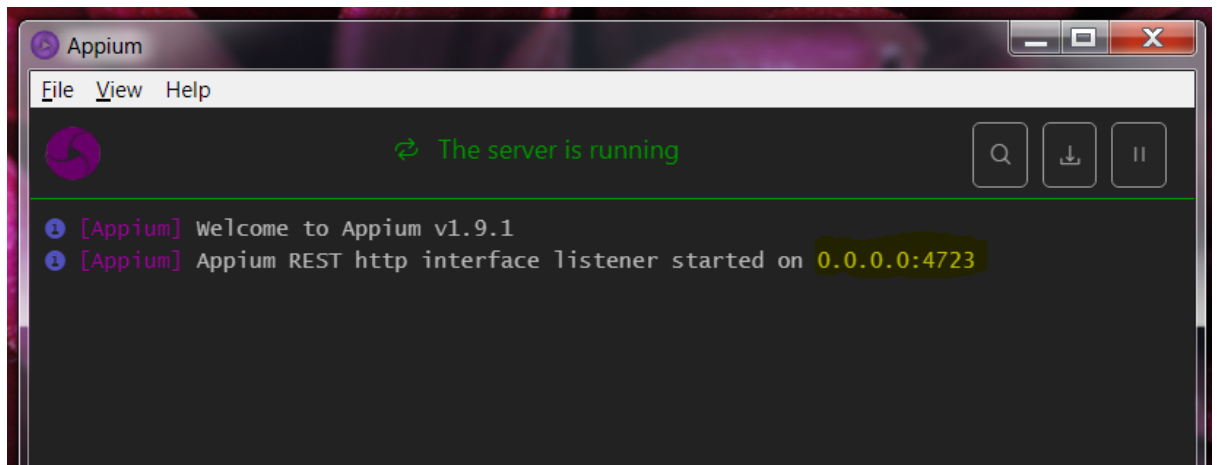 Appium
File View Help
The server is running
[Appium] Welcome to Appium v1.9.1
[Appium] Appium REST http interface listener started on 0.0.0.0:4723